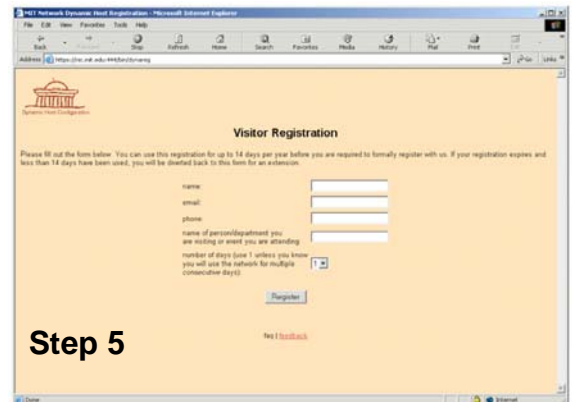 MIT Network Dynamic Host Registration - Microsoft Internet Explorer
File Edit View Favorites Tools Help
Back Stop Refresh Home Search Favorites Media History Mail Print
Address Go Links
Dynamic Host Configuration
Visitor Registration
Please fill out the form below. You can use this registration for up to 14 days per year before you are required to formally register with us. If your registration expires and
less than 14 days have been used, you will be diverted back to this form for an extension.
name:
email:
phone:
name of person/department you
are visiting or event you are attending:
number of days (use 1 unless you know
you will use the network for multiple
consecutive days):
1
Register
faq | feedback
Step 5
Done Internet